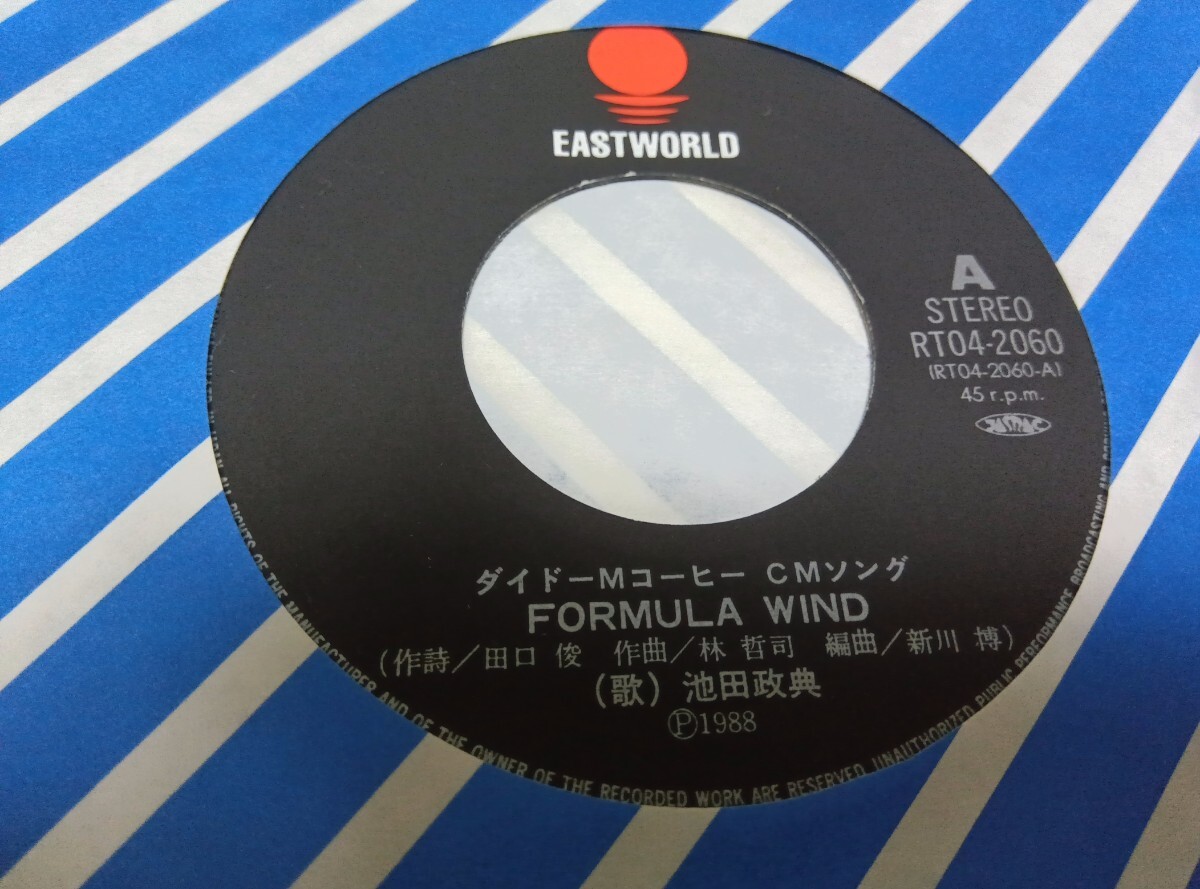 EASTWORLD
A
STEREO
RT04-2060
(RT04-2060-A)
45 r.p.m.
JASRAC
ダイドーMコーヒー CMソング
FORMULA WIND
(作詩/田口 俊 作曲/林 哲司 編曲/新川 博)
(歌) 池田政典
Ⓟ1988
ALL RIGHTS OF THE MANUFACTURER AND OF THE OWNER OF THE RECORDED WORK ARE RESERVED. UNAUTHORIZED PUBLIC PERFORMANCE BROADCASTING AND